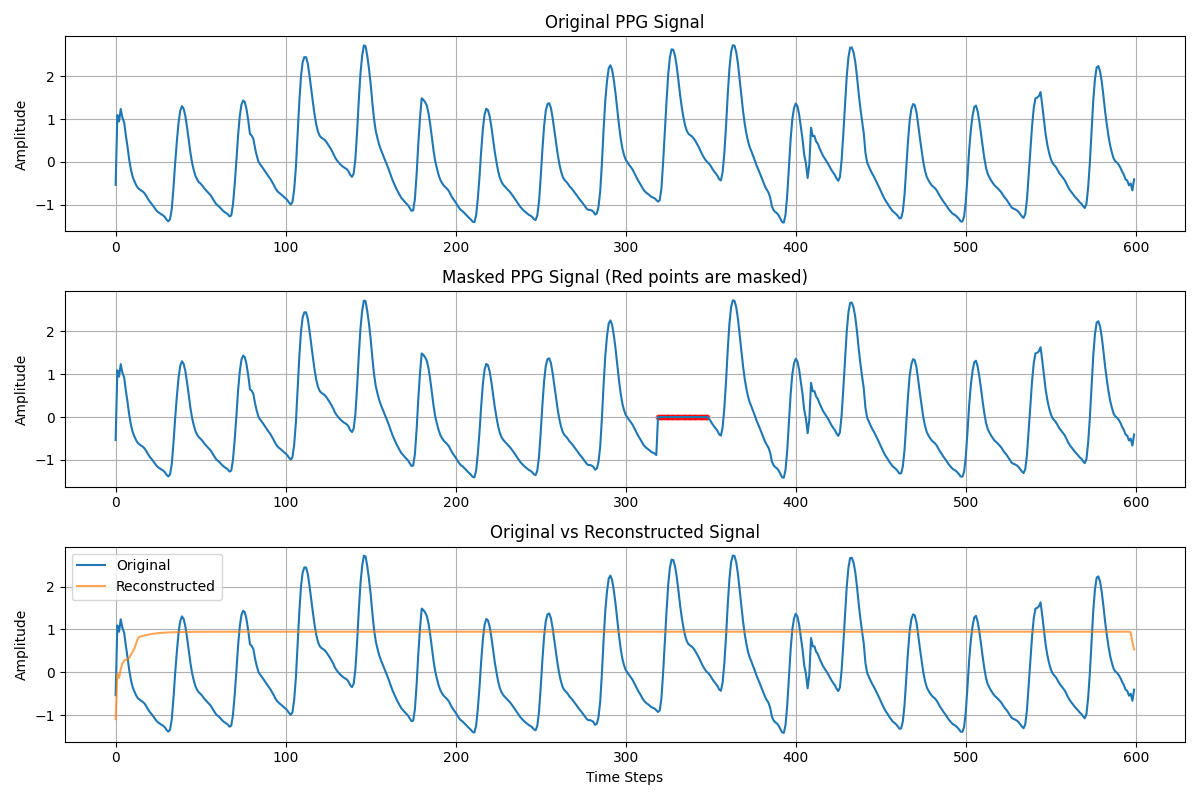 Original PPG Signal
Amplitude
2
1
0
−1
0 100 200 300 400 500 600
Masked PPG Signal (Red points are masked)
Amplitude
2
1
0
−1
0 100 200 300 400 500 600
Original vs Reconstructed Signal
Original
Reconstructed
Amplitude
2
1
0
−1
0 100 200 300 400 500 600
Time Steps